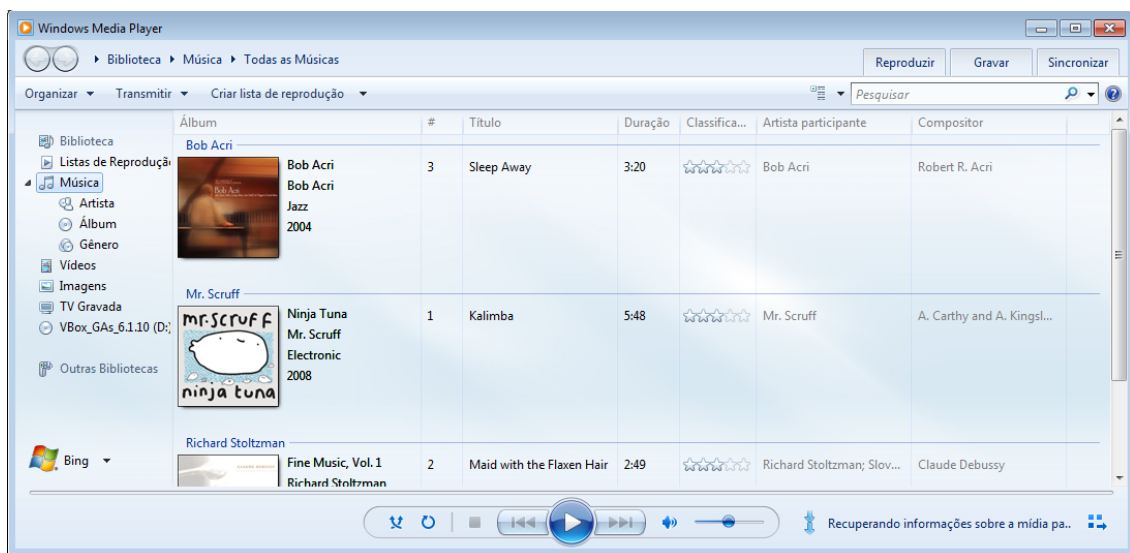 Windows Media Player
Biblioteca Música Todas as Músicas
Reproduzir Gravar Sincronizar
Organizar Transmitir Criar lista de reprodução
Pesquisar
Álbum # Título Duração Classifica... Artista participante Compositor
Biblioteca
Listas de Reproduçã
Música
Artista
Álbum
Gênero
Vídeos
Imagens
TV Gravada
VBox_GAs_6.1.10 (D:)
Outras Bibliotecas
Bing
Bob Acri
Bob Acri
Bob Acri 3 Sleep Away 3:20 Bob Acri Robert R. Acri
Bob Acri
Jazz
2004
Mr. Scruff
mr.scruff
ninja tuna
Ninja Tuna 1 Kalimba 5:48 Mr. Scruff A. Carthy and A. Kingsl...
Mr. Scruff
Electronic
2008
Richard Stoltzman
Fine Music, Vol. 1 2 Maid with the Flaxen Hair 2:49 Richard Stoltzman; Slov... Claude Debussy
Richard Stoltzman
Recuperando informações sobre a mídia pa..